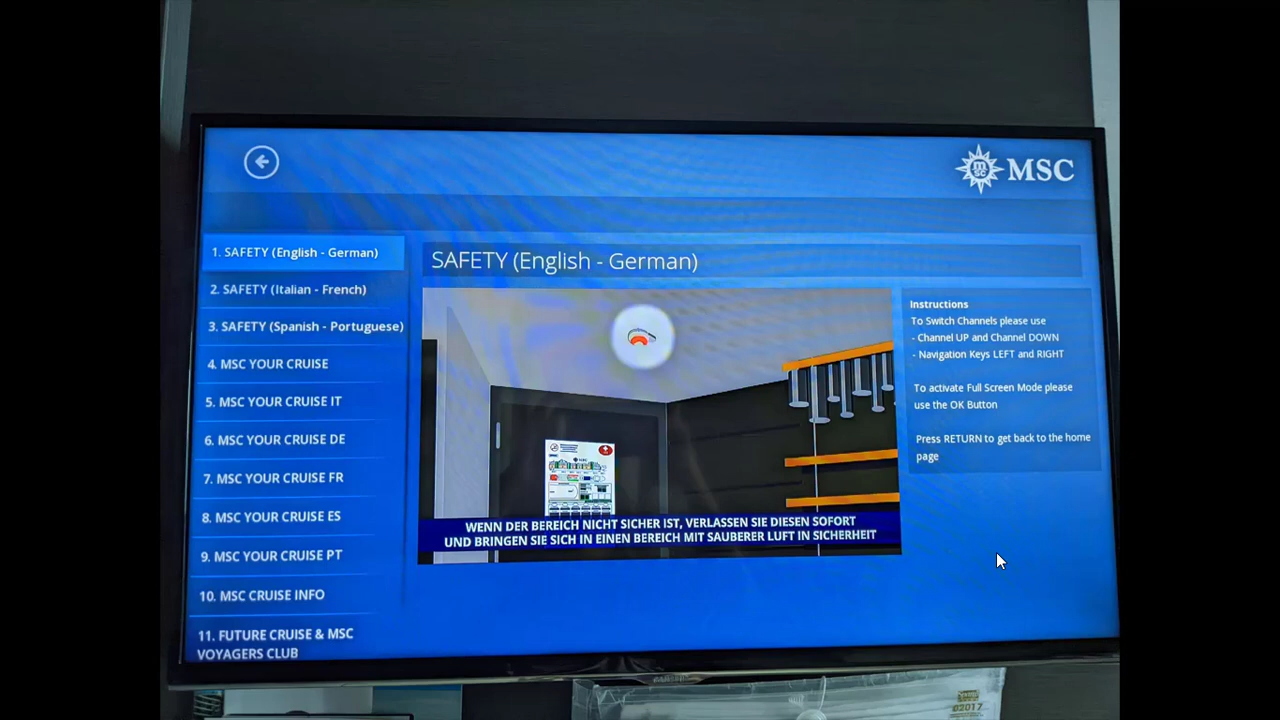 MSC
1. SAFETY (English - German)
2. SAFETY (Italian - French)
3. SAFETY (Spanish - Portuguese)
4. MSC YOUR CRUISE
5. MSC YOUR CRUISE IT
6. MSC YOUR CRUISE DE
7. MSC YOUR CRUISE FR
8. MSC YOUR CRUISE ES
9. MSC YOUR CRUISE PT
10. MSC CRUISE INFO
11. FUTURE CRUISE & MSC
VOYAGERS CLUB
SAFETY (English - German)
WENN DER BEREICH NICHT SICHER IST, VERLASSEN SIE DIESEN SOFORT
UND BRINGEN SIE SICH IN EINEN BEREICH MIT SAUBERER LUFT IN SICHERHEIT
Instructions
To Switch Channels please use
- Channel UP and Channel DOWN
- Navigation Keys LEFT and RIGHT
To activate Full Screen Mode please
use the OK Button
Press RETURN to get back to the home
page
02017